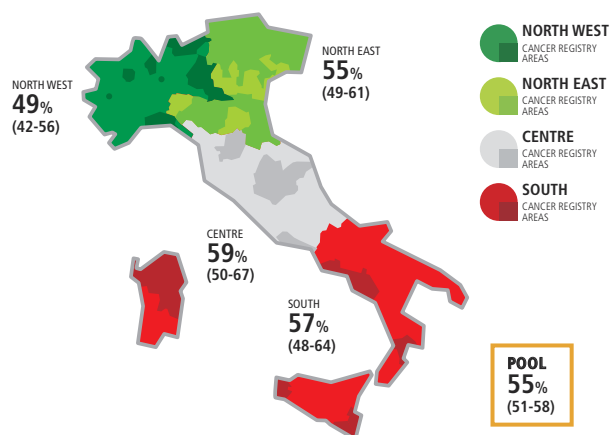 NORTH WEST
49%
(42-56)
NORTH EAST
55%
(49-61)
CENTRE
59%
(50-67)
SOUTH
57%
(48-64)
NORTH WEST
CANCER REGISTRY
AREAS
NORTH EAST
CANCER REGISTRY
AREAS
CENTRE
CANCER REGISTRY
AREAS
SOUTH
CANCER REGISTRY
AREAS
POOL
55%
(51-58)